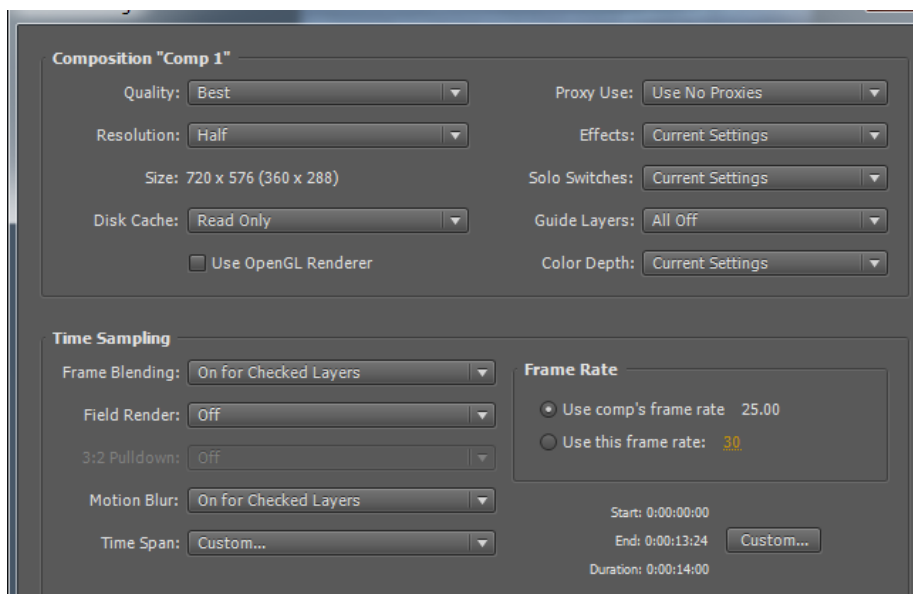 Composition "Comp 1"
Quality: Best
Proxy Use: Use No Proxies
Resolution: Half
Effects: Current Settings
Size: 720 x 576 (360 x 288)
Solo Switches: Current Settings
Disk Cache: Read Only
Guide Layers: All Off
Use OpenGL Renderer
Color Depth: Current Settings
Time Sampling
Frame Blending: On for Checked Layers
Frame Rate
Field Render: Off
Use comp's frame rate 25.00
3:2 Pulldown: Off
Use this frame rate: 30
Motion Blur: On for Checked Layers
Start: 0:00:00:00
Time Span: Custom...
End: 0:00:13:24 Custom...
Duration: 0:00:14:00